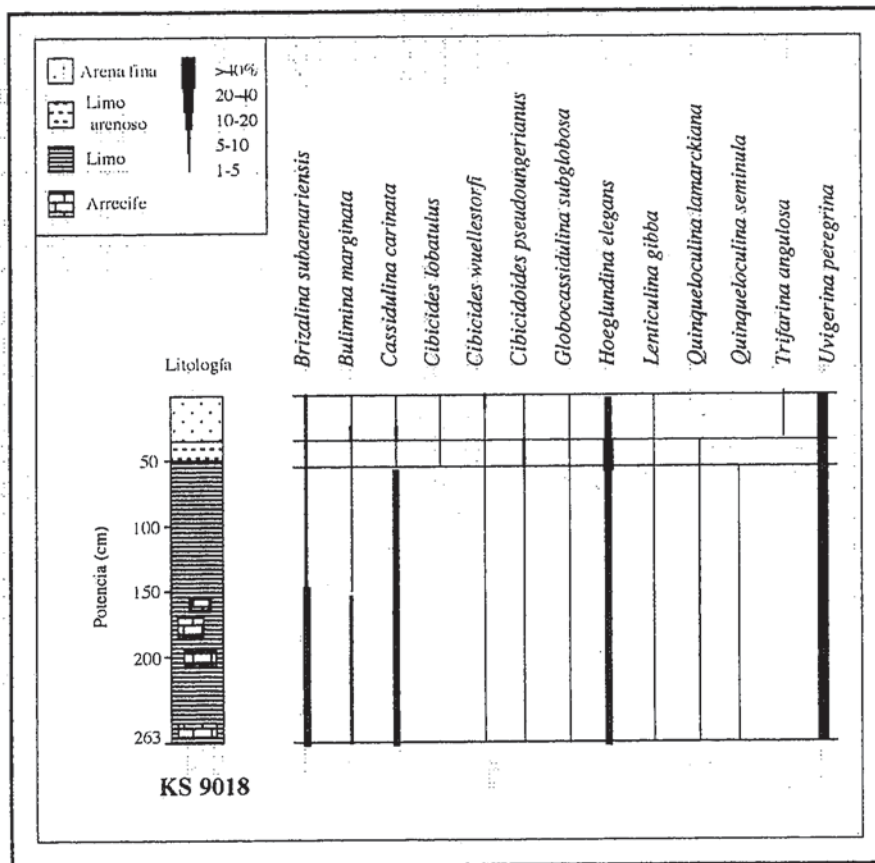 Arena fina
Limo
arenoso
Limo
Arrecife
>40%
20-40
10-20
5-10
1-5
Brizalina subaenariensis
Bulimina marginata
Cassidulina carinata
Cibicides lobatulus
Cibicides wuellestorfi
Cibicidoides pseudoungerianus
Globocassidulina subglobosa
Hoeglundina elegans
Lenticulina gibba
Quinqueloculina lamarckiana
Quinqueloculina seminula
Trifarina angulosa
Uvigerina peregrina
Litología
Potencia (cm)
50
100
150
200
263
KS 9018